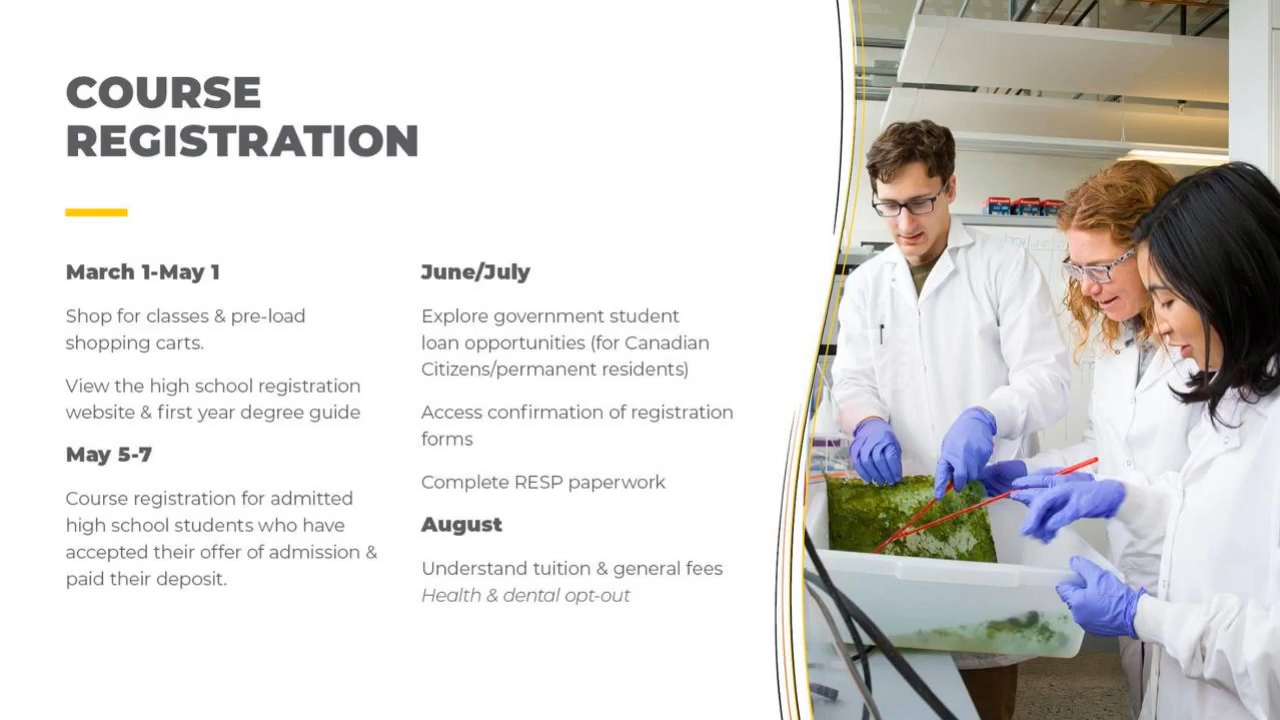 COURSE
REGISTRATION
March 1-May 1
Shop for classes & pre-load
shopping carts.
View the high school registration
website & first year degree guide
May 5-7
Course registration for admitted
high school students who have
accepted their offer of admission &
paid their deposit.
June/July
Explore government student
loan opportunities (for Canadian
Citizens/permanent residents)
Access confirmation of registration
forms
Complete RESP paperwork
August
Understand tuition & general fees
Health & dental opt-out